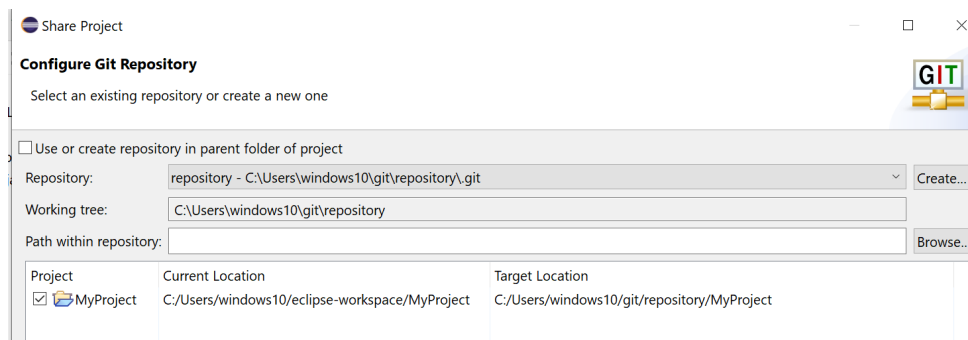 Share Project
Configure Git Repository
Select an existing repository or create a new one
GIT
Use or create repository in parent folder of project
Repository: repository - C:\Users\windows10\git\repository\.git Create...
Working tree: C:\Users\windows10\git\repository
Path within repository: Browse..
Project Current Location Target Location
MyProject C:/Users/windows10/eclipse-workspace/MyProject C:/Users/windows10/git/repository/MyProject